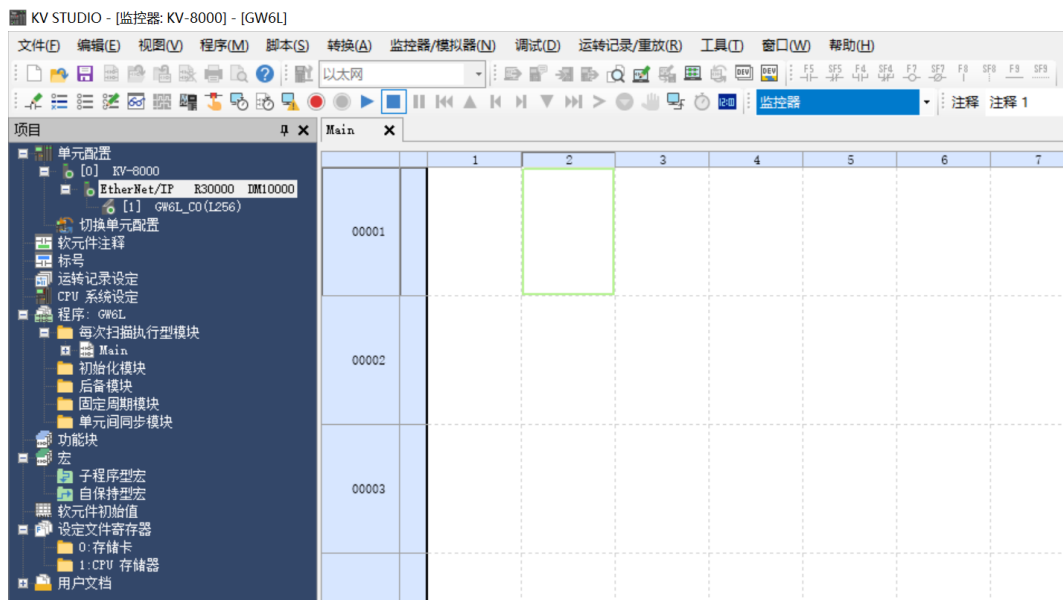 KV STUDIO - [监控器: KV-8000] - [GW6L]
文件(F) 编辑(E) 视图(V) 程序(M) 脚本(S) 转换(A) 监控器/模拟器(N) 调试(D) 运转记录/重放(R) 工具(T) 窗口(W) 帮助(H)
以太网 DEV DEV F5 SF5 F4 SF4 F7 SF7 F8 SF8 F9 SF9
监控器 注释 注释 1
项目 Main
单元配置
[0] KV-8000
EtherNet/IP R30000 DM10000
[1] GW6L_C0(L256)
切换单元配置
软元件注释
标号
运转记录设定
CPU 系统设定
程序: GW6L
每次扫描执行型模块
Main
初始化模块
后备模块
固定周期模块
单元间同步模块
功能块
宏
子程序型宏
自保持型宏
软元件初始值
设定文件寄存器
0:存储卡
1:CPU 存储器
用户文档
1 2 3 4 5 6 7
00001
00002
00003